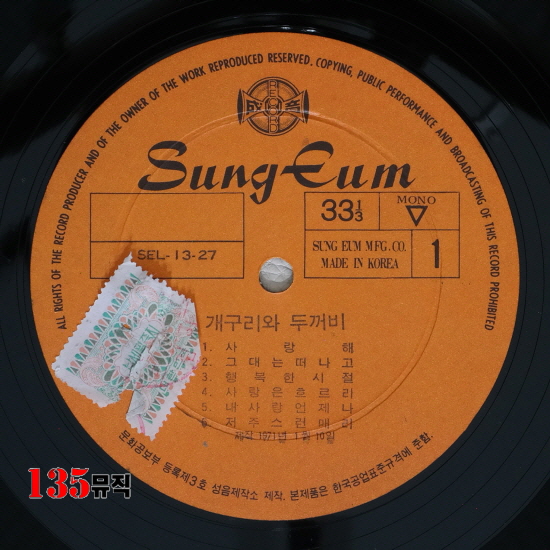 ALL RIGHTS OF THE RECORD PRODUCER AND OF THE OWNER OF THE WORK REPRODUCED RESERVED. COPYING, PUBLIC PERFORMANCE AND BROADCASTING OF THIS RECORD PROHIBITED
成音
Sung Eum
33⅓
MONO
SEL-13-27
SUNG EUM MFG. CO.
MADE IN KOREA
1
개구리와 두꺼비
1. 사랑해
2. 그대는떠나고
3. 행복한시절
4. 사랑은흐르리
5. 내사랑언제나
6. 저주스런매리
제작 1971년 1월 10일
문화공보부 등록제3호 성음제작소 제작. 본제품은 한국공업표준규격에 준함.
135뮤직